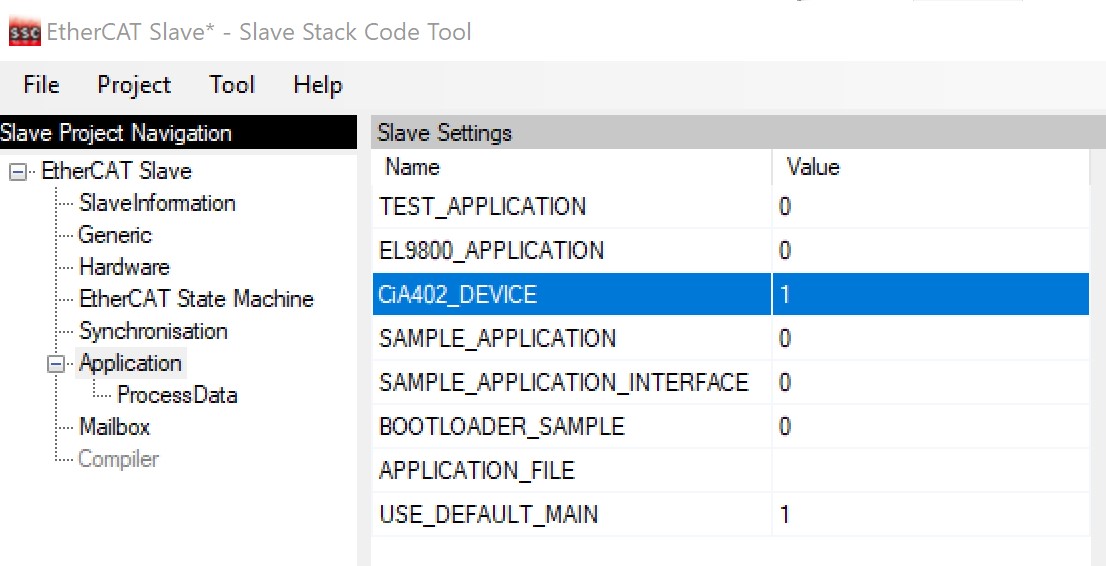 SSC EtherCAT Slave* - Slave Stack Code Tool
File Project Tool Help
Slave Project Navigation
EtherCAT Slave
SlaveInformation
Generic
Hardware
EtherCAT State Machine
Synchronisation
Application
ProcessData
Mailbox
Compiler
Slave Settings
Name Value
TEST_APPLICATION 0
EL9800_APPLICATION 0
CiA402_DEVICE 1
SAMPLE_APPLICATION 0
SAMPLE_APPLICATION_INTERFACE 0
BOOTLOADER_SAMPLE 0
APPLICATION_FILE
USE_DEFAULT_MAIN 1